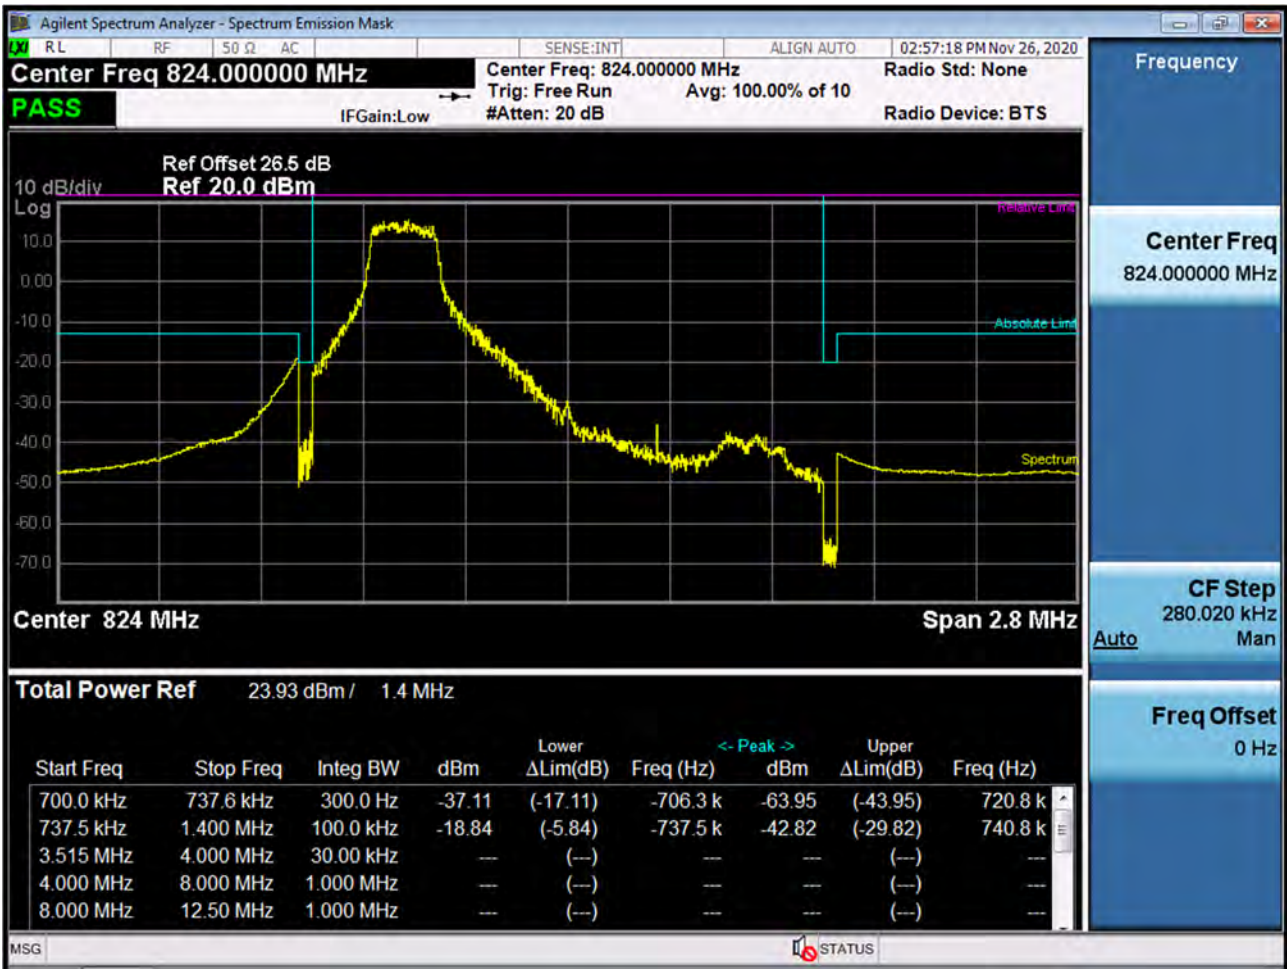 Agilent Spectrum Analyzer - Spectrum Emission Mask
LXI RL RF 50 Ω AC SENSE:INT ALIGN AUTO 02:57:18 PM Nov 26, 2020
Center Freq 824.000000 MHz Center Freq: 824.000000 MHz Radio Std: None
Trig: Free Run Avg: 100.00% of 10
PASS IFGain:Low #Atten: 20 dB Radio Device: BTS
Ref Offset 26.5 dB
10 dB/div Ref 20.0 dBm
Log
Relative Limit
10.0
0.00
-10.0
Absolute Limit
-20.0
-30.0
-40.0
Spectrum
-50.0
-60.0
-70.0
Center 824 MHz Span 2.8 MHz
Total Power Ref 23.93 dBm / 1.4 MHz
Lower <- Peak -> Upper
Start Freq Stop Freq Integ BW dBm ΔLim(dB) Freq (Hz) dBm ΔLim(dB) Freq (Hz)
700.0 kHz 737.6 kHz 300.0 Hz -37.11 (-17.11) -706.3 k -63.95 (-43.95) 720.8 k
737.5 kHz 1.400 MHz 100.0 kHz -18.84 (-5.84) -737.5 k -42.82 (-29.82) 740.8 k
3.515 MHz 4.000 MHz 30.00 kHz --- (---) --- --- (---) ---
4.000 MHz 8.000 MHz 1.000 MHz --- (---) --- --- (---) ---
8.000 MHz 12.50 MHz 1.000 MHz --- (---) --- --- (---) ---
MSG STATUS
Frequency
Center Freq
824.000000 MHz
CF Step
280.020 kHz
Auto Man
Freq Offset
0 Hz